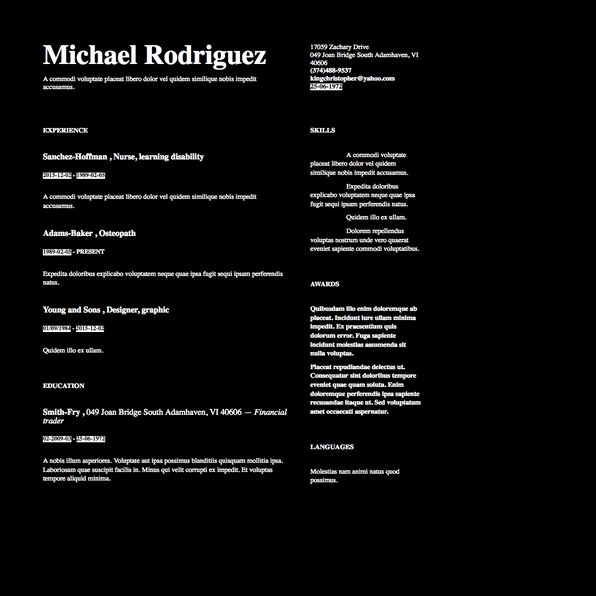 Michael Rodriguez
A commodi voluptate placeat libero dolor vel quidem similique nobis impedit
accusamus.
17059 Zachary Drive
049 Joan Bridge South Adamhaven, VI
40606
(374)488-9537
kingchristopher@yahoo.com
25-06-1972
EXPERIENCE
Sanchez-Hoffman , Nurse, learning disability
2015-12-02 - 1989-02-05
A commodi voluptate placeat libero dolor vel quidem similique nobis impedit
accusamus.
Adams-Baker , Osteopath
1989-02-05 - PRESENT
Expedita doloribus explicabo voluptatem neque quae ipsa fugit sequi ipsam perferendis
natus.
Young and Sons , Designer, graphic
01/09/1984 - 2015-12-02
Quidem illo ex ullam.
EDUCATION
Smith-Fry , 049 Joan Bridge South Adamhaven, VI 40606 — Financial
trader
02-2009-03 - 25-06-1972
A nobis illum asperiores. Voluptate aut ipsa possimus blanditiis quisquam mollitia ipsa.
Laboriosam quae suscipit facilis in. Minus qui velit corrupti ex impedit. Et voluptas
tempore aliquid minima.
SKILLS
A commodi voluptate
placeat libero dolor vel quidem
similique nobis impedit accusamus.
Expedita doloribus
explicabo voluptatem neque quae ipsa
fugit sequi ipsam perferendis natus.
Quidem illo ex ullam.
Dolorem repellendus
voluptas nostrum unde vero quaerat
eveniet sapiente commodi voluptatibus.
AWARDS
Quibusdam illo enim doloremque ab
placeat. Incidunt iure ullam minima
impedit. Ex praesentium quis
dolorum error. Fuga sapiente
incidunt molestias assumenda sit
nulla voluptas.
Placeat repudiandae delectus ut.
Consequatur sint doloribus tempore
eveniet quae quam soluta. Enim
doloremque perferendis ipsa sapiente
recusandae itaque ut. Sed voluptatum
amet occaecati aspernatur.
LANGUAGES
Molestias nam animi natus quod
possimus.